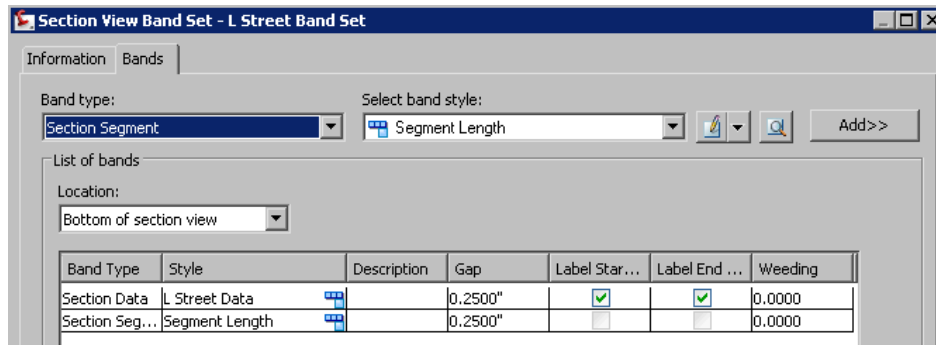 Section View Band Set - L Street Band Set
Information Bands
Band type: Select band style:
Section Segment Segment Length Add>>
List of bands
Location:
Bottom of section view
Band Type Style Description Gap Label Star... Label End ... Weeding
Section Data L Street Data 0.2500" 0.0000
Section Seg... Segment Length 0.2500" 0.0000